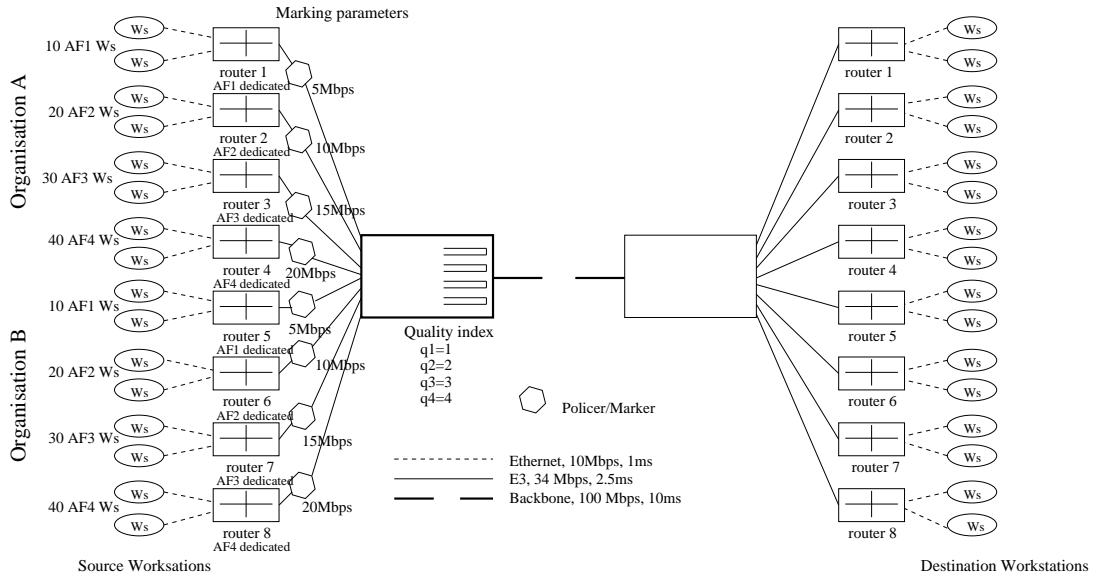 Marking parameters
Organisation A
Ws
10 AF1 Ws
Ws
router 1
AF1 dedicated
5Mbps
Ws
20 AF2 Ws
Ws
router 2
AF2 dedicated
10Mbps
Ws
30 AF3 Ws
Ws
router 3
AF3 dedicated
15Mbps
Ws
40 AF4 Ws
Ws
router 4
AF4 dedicated
20Mbps
Organisation B
Ws
10 AF1 Ws
Ws
router 5
AF1 dedicated
5Mbps
Ws
20 AF2 Ws
Ws
router 6
AF2 dedicated
10Mbps
Ws
30 AF3 Ws
Ws
router 7
AF3 dedicated
15Mbps
Ws
40 AF4 Ws
Ws
router 8
AF4 dedicated
20Mbps
Source Worksations
Quality index
q1=1
q2=2
q3=3
q4=4
Policer/Marker
Ethernet, 10Mbps, 1ms
E3, 34 Mbps, 2.5ms
Backbone, 100 Mbps, 10ms
Ws
Ws
router 1
Ws
Ws
router 2
Ws
Ws
router 3
Ws
Ws
router 4
Ws
Ws
router 5
Ws
Ws
router 6
Ws
Ws
router 7
Ws
Ws
router 8
Destination Workstations